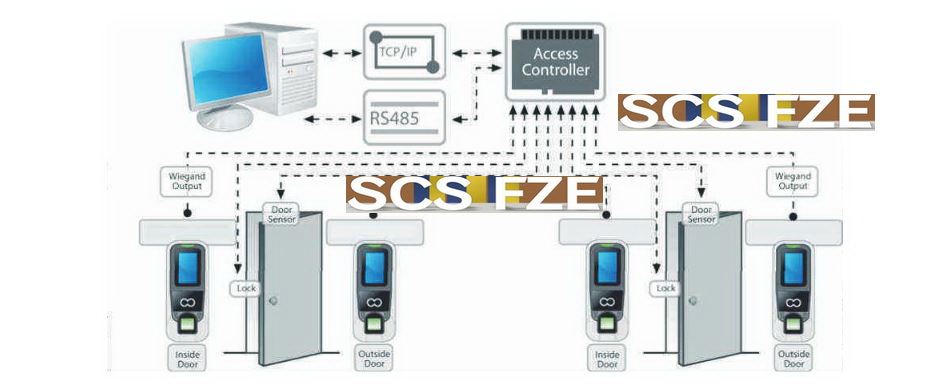 TCP/IP
Access
Controller
RS485
SCS FZE
Wiegand
Output
SCS FZE
Wiegand
Output
Door
Sensor
Door
Sensor
Lock
Lock
Inside
Door
Outside
Door
Inside
Door
Outside
Door